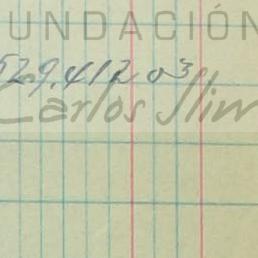 UNDACIÓN
529,412.03
Carlos Slim